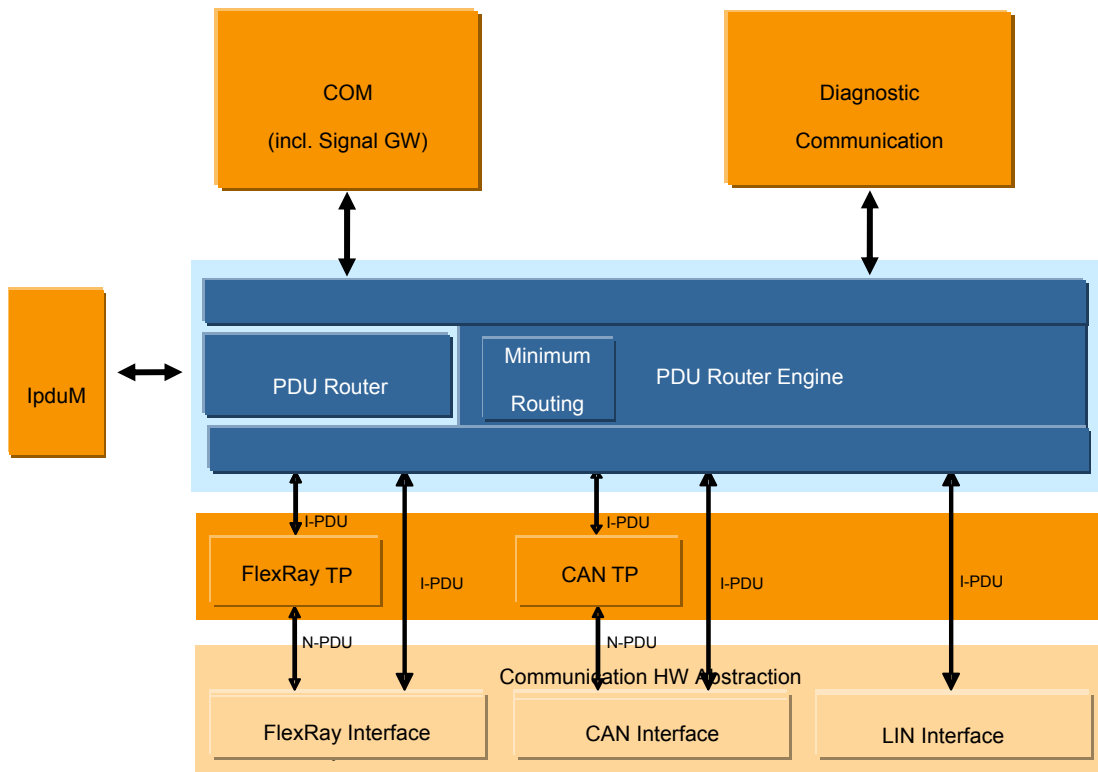 COM
(incl. Signal GW)
Diagnostic
Communication
IpduM
PDU Router
Minimum
Routing
PDU Router Engine
I-PDU
I-PDU
FlexRay TP
CAN TP
I-PDU
I-PDU
I-PDU
N-PDU
N-PDU
Communication HW Abstraction
FlexRay Interface
CAN Interface
LIN Interface